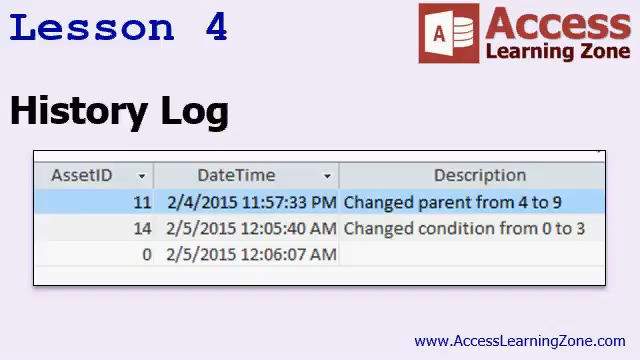 Lesson 4
A Access
Learning Zone
History Log
AssetID DateTime Description
11 2/4/2015 11:57:33 PM Changed parent from 4 to 9
14 2/5/2015 12:05:40 AM Changed condition from 0 to 3
0 2/5/2015 12:06:07 AM
www.AccessLearningZone.com